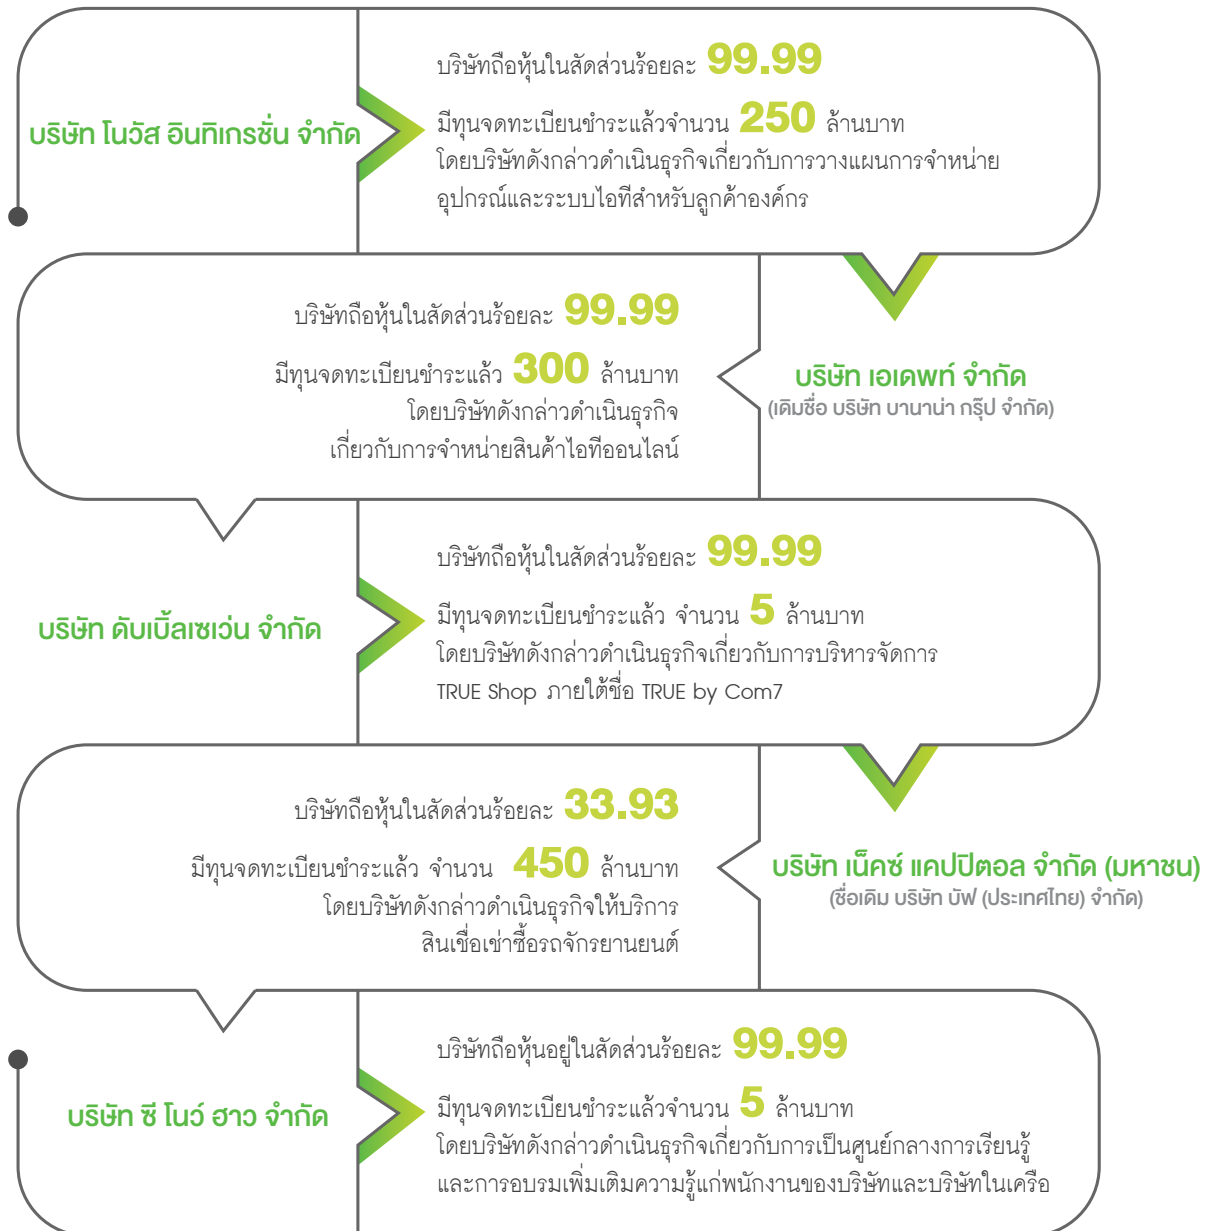 บริษัท โนวัส อินทิเกรชั่น จำกัด
บริษัทถือหุ้นในสัดส่วนร้อยละ 99.99
มีทุนจดทะเบียนชำระแล้วจำนวน 250 ล้านบาท
โดยบริษัทดังกล่าวดำเนินธุรกิจเกี่ยวกับการวางแผนการจำหน่าย
อุปกรณ์และระบบไอทีสำหรับลูกค้าองค์กร
บริษัท เอเดพท์ จำกัด
(เดิมชื่อ บริษัท บานาน่า กรุ๊ป จำกัด)
บริษัทถือหุ้นในสัดส่วนร้อยละ 99.99
มีทุนจดทะเบียนชำระแล้ว 300 ล้านบาท
โดยบริษัทดังกล่าวดำเนินธุรกิจ
เกี่ยวกับการจำหน่ายสินค้าไอทีออนไลน์
บริษัท ดับเบิ้ลเซเว่น จำกัด
บริษัทถือหุ้นในสัดส่วนร้อยละ 99.99
มีทุนจดทะเบียนชำระแล้ว จำนวน 5 ล้านบาท
โดยบริษัทดังกล่าวดำเนินธุรกิจเกี่ยวกับการบริหารจัดการ
TRUE Shop ภายใต้ชื่อ TRUE by Com7
บริษัท เน็คซ์ แคปปิตอล จำกัด (มหาชน)
(ชื่อเดิม บริษัท บัฟ (ประเทศไทย) จำกัด)
บริษัทถือหุ้นในสัดส่วนร้อยละ 33.93
มีทุนจดทะเบียนชำระแล้ว จำนวน 450 ล้านบาท
โดยบริษัทดังกล่าวดำเนินธุรกิจให้บริการ
สินเชื่อเช่าซื้อรถจักรยานยนต์
บริษัท ซี โนว์ ฮาว จำกัด
บริษัทถือหุ้นอยู่ในสัดส่วนร้อยละ 99.99
มีทุนจดทะเบียนชำระแล้วจำนวน 5 ล้านบาท
โดยบริษัทดังกล่าวดำเนินธุรกิจเกี่ยวกับการเป็นศูนย์กลางการเรียนรู้
และการอบรมเพิ่มเติมความรู้แก่พนักงานของบริษัทและบริษัทในเครือ